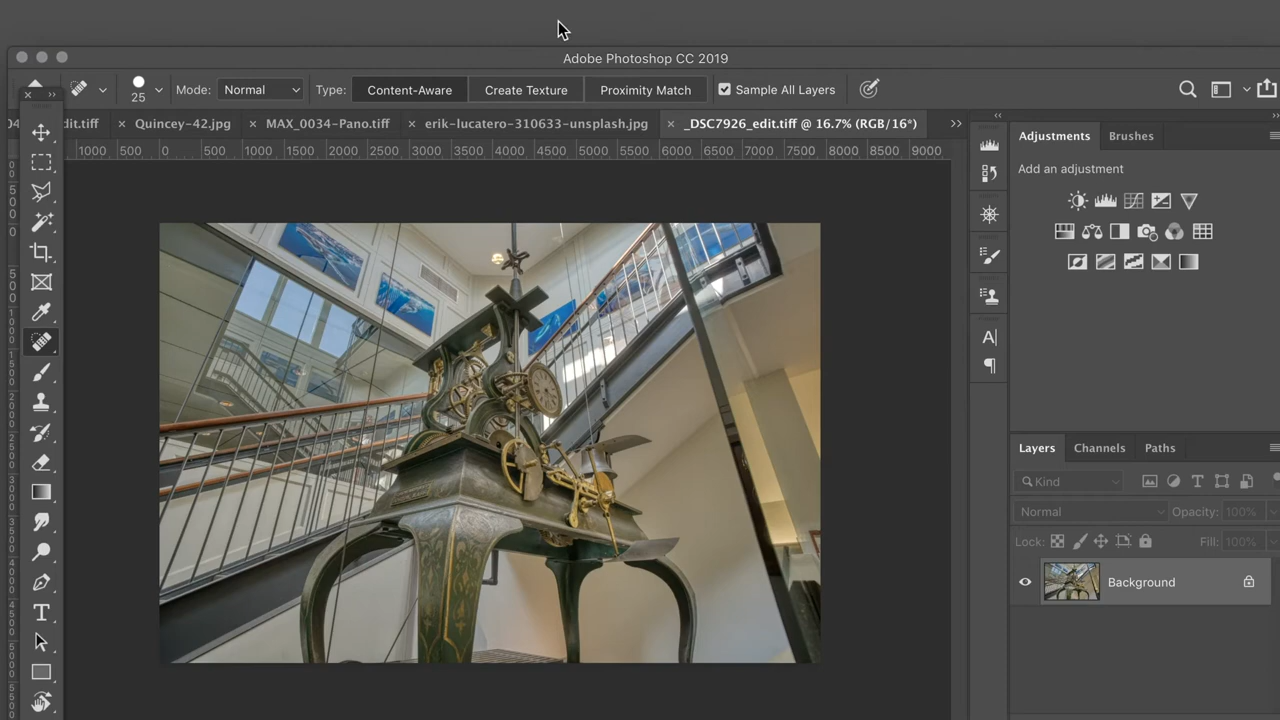 Adobe Photoshop CC 2019
25 Mode: Normal Type: Content-Aware Create Texture Proximity Match Sample All Layers
dit.tiff × Quincey-42.jpg × MAX_0034-Pano.tiff × erik-lucatero-310633-unsplash.jpg × _DSC7926_edit.tiff @ 16.7% (RGB/16*) >>
1000 500 0 500 1000 1500 2000 2500 3000 3500 4000 4500 5000 5500 6000 6500 7000 7500 8000 8500 9000
Adjustments Brushes
Add an adjustment
Layers Channels Paths
Kind
Normal Opacity: 100%
Lock: Fill: 100%
Background